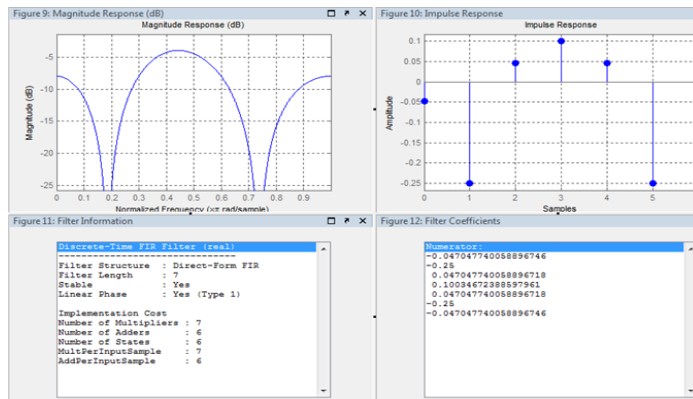 Figure 9: Magnitude Response (dB)
Magnitude Response (dB)
Magnitude (dB)
-5
-10
-15
-20
-25
0 0.1 0.2 0.3 0.4 0.5 0.6 0.7 0.8 0.9
Normalized Frequency (×π rad/sample)
Figure 10: Impulse Response
Impulse Response
Amplitude
0.1
0.05
0
-0.05
-0.1
-0.15
-0.2
-0.25
0 1 2 3 4 5
Samples
Figure 11: Filter Information
Discrete-Time FIR Filter (real)
-------------------------------
Filter Structure : Direct-Form FIR
Filter Length : 7
Stable : Yes
Linear Phase : Yes (Type 1)
Implementation Cost
Number of Multipliers : 7
Number of Adders : 6
Number of States : 6
MultPerInputSample : 7
AddPerInputSample : 6
Figure 12: Filter Coefficients
Numerator:
-0.047047740058896746
-0.25
0.047047740058896718
0.10034672388597961
0.047047740058896718
-0.25
-0.047047740058896746